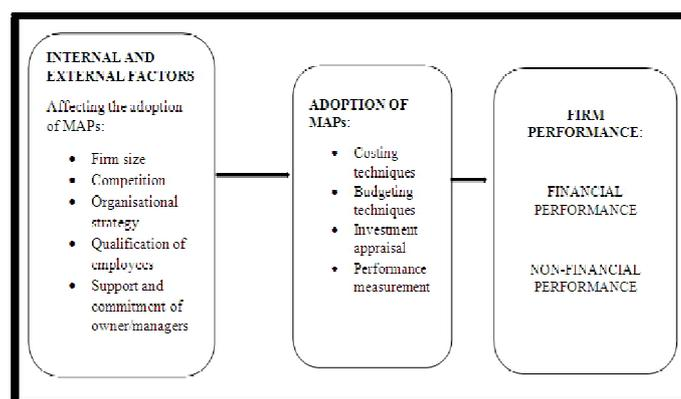 INTERNAL AND
EXTERNAL FACTORS
Affecting the adoption
of MAPs:
• Firm size
• Competition
• Organisational
strategy
• Qualification of
employees
• Support and
commitment of
owner/managers
ADOPTION OF
MAPs:
• Costing
techniques
• Budgeting
techniques
• Investment
appraisal
• Performance
measurement
FIRM
PERFORMANCE:
FINANCIAL
PERFORMANCE
NON-FINANCIAL
PERFORMANCE